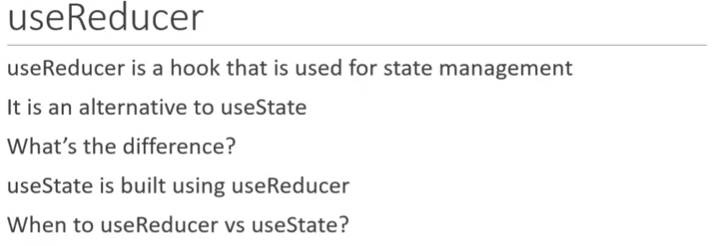 useReducer
useReducer is a hook that is used for state management
It is an alternative to useState
What’s the difference?
useState is built using useReducer
When to useReducer vs useState?